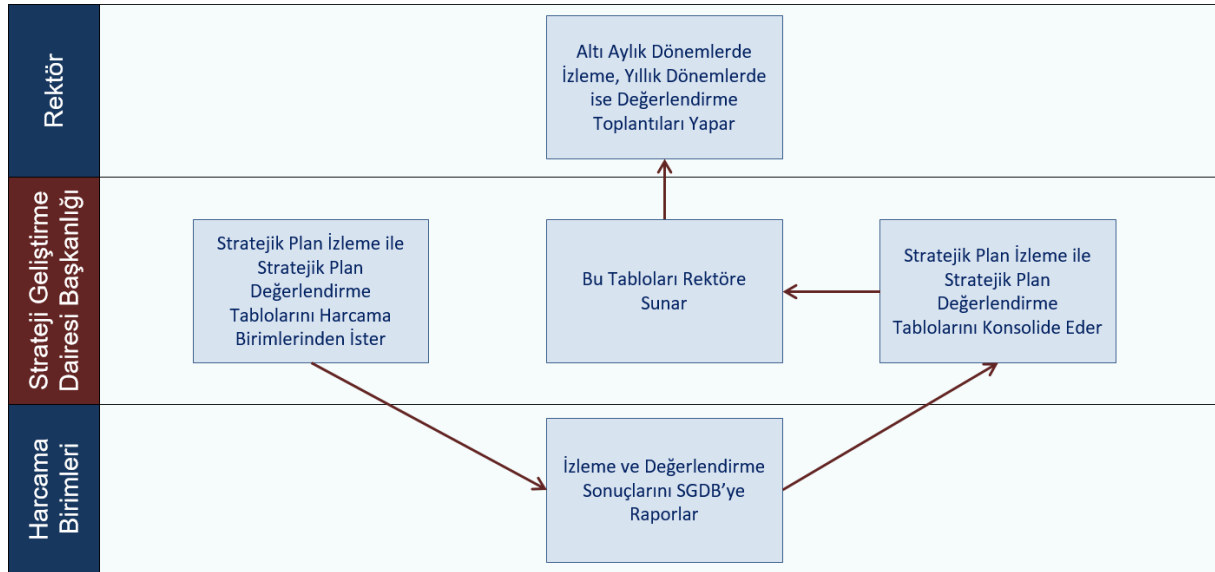 Rektör
Altı Aylık Dönemlerde
İzleme, Yıllık Dönemlerde
ise Değerlendirme
Toplantıları Yapar
Strateji Geliştirme
Dairesi Başkanlığı
Stratejik Plan İzleme ile
Stratejik Plan
Değerlendirme
Tablolarını Harcama
Birimlerinden İster
Bu Tabloları Rektöre
Sunar
Stratejik Plan İzleme ile
Stratejik Plan
Değerlendirme
Tablolarını Konsolide Eder
Harcama
Birimleri
İzleme ve Değerlendirme
Sonuçlarını SGDB’ye
Raporlar